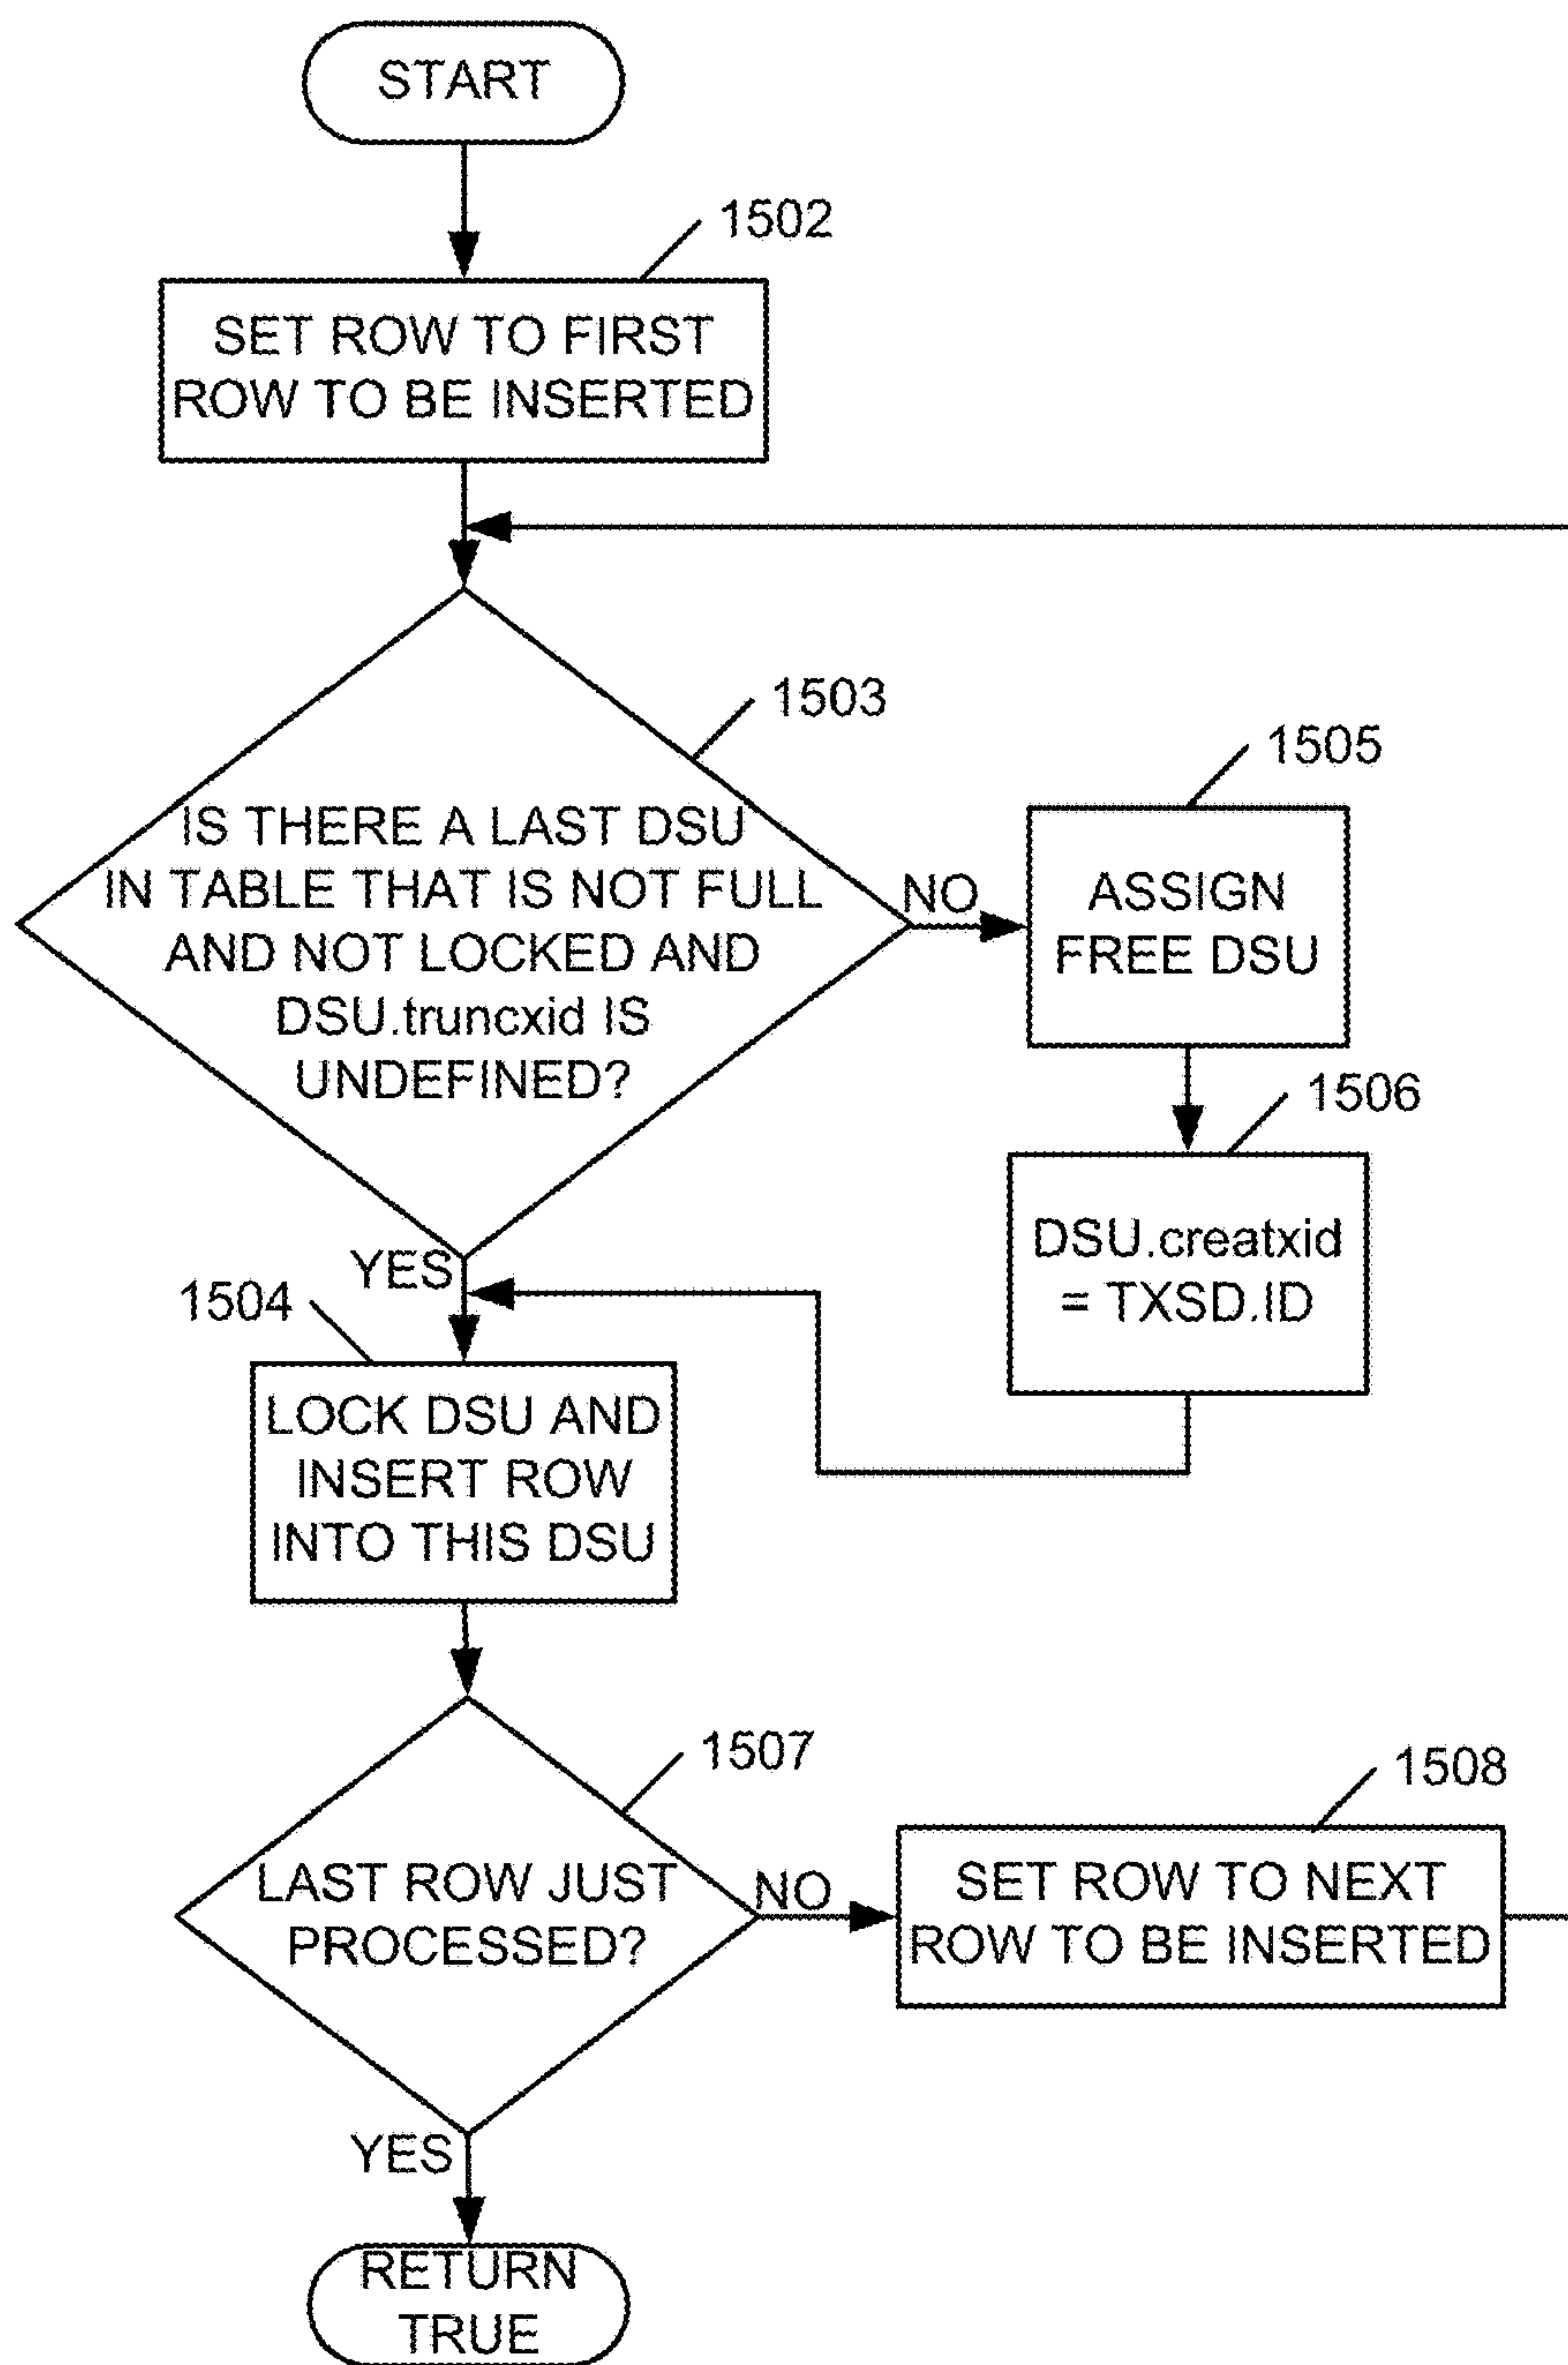 START
1502
SET ROW TO FIRST
ROW TO BE INSERTED
1503
IS THERE A LAST DSU
IN TABLE THAT IS NOT FULL
AND NOT LOCKED AND
DSU.truncxid IS
UNDEFINED?
NO
1505
ASSIGN
FREE DSU
1506
DSU.creatxid
= TXSD.ID
YES
1504
LOCK DSU AND
INSERT ROW
INTO THIS DSU
1507
LAST ROW JUST
PROCESSED?
NO
1508
SET ROW TO NEXT
ROW TO BE INSERTED
YES
RETURN
TRUE